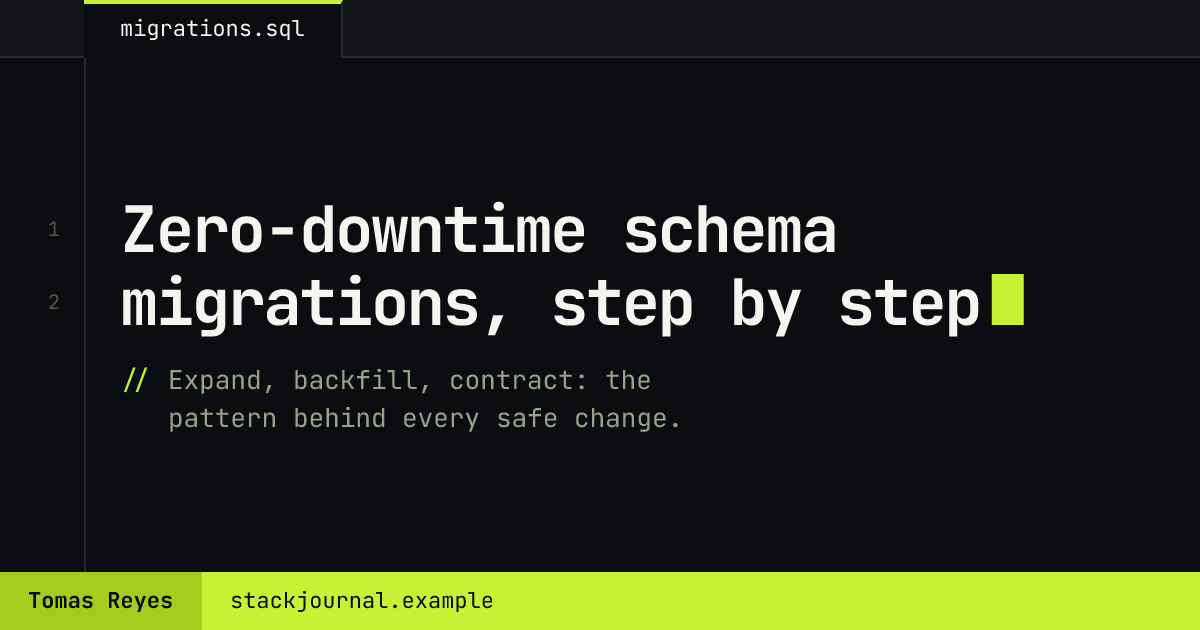 migrations.sql
1 Zero-downtime schema
2 migrations, step by step
// Expand, backfill, contract: the
pattern behind every safe change.
Tomas Reyes stackjournal.example